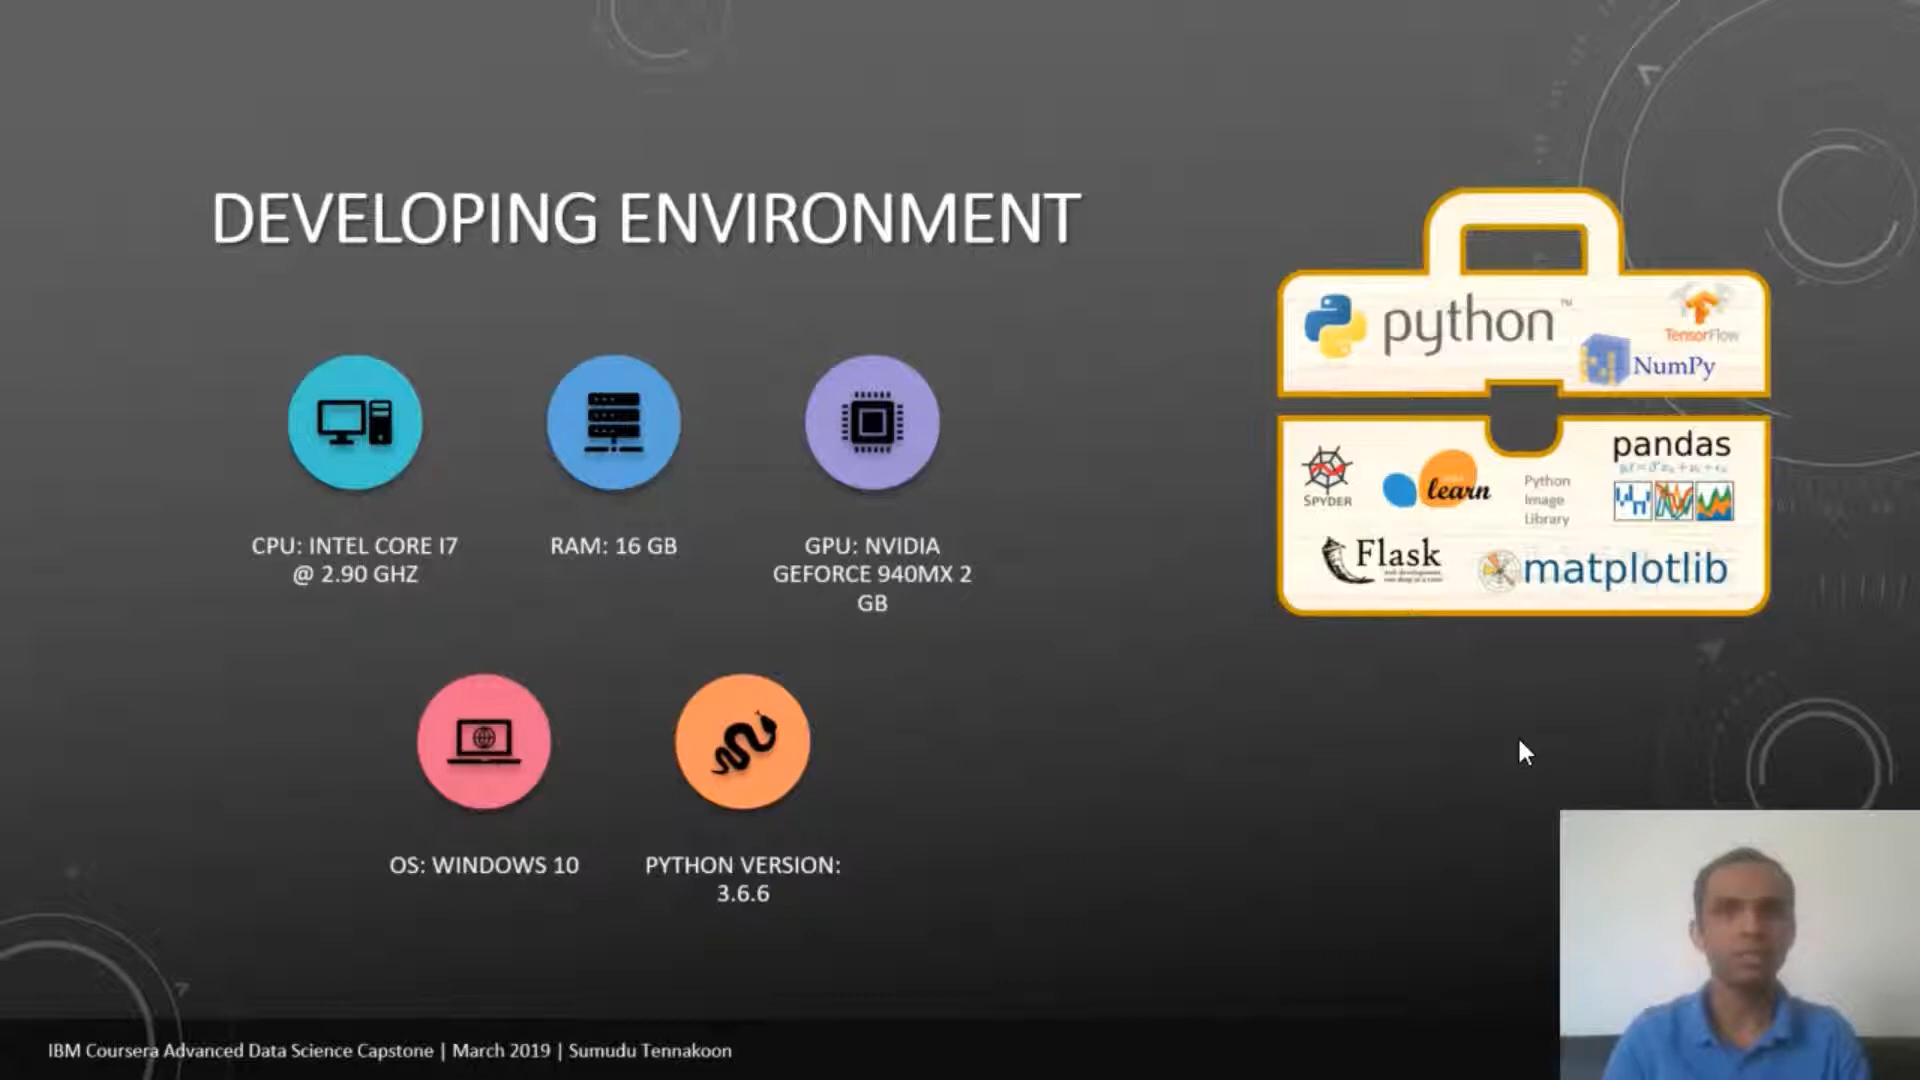 DEVELOPING ENVIRONMENT
CPU: INTEL CORE I7
@ 2.90 GHZ
RAM: 16 GB
GPU: NVIDIA
GEFORCE 940MX 2
GB
OS: WINDOWS 10
PYTHON VERSION:
3.6.6
python™
TensorFlow
NumPy
SPYDER
learn
Python
Image
Library
pandas
Flask
matplotlib
IBM Coursera Advanced Data Science Capstone | March 2019 | Sumudu Tennakoon